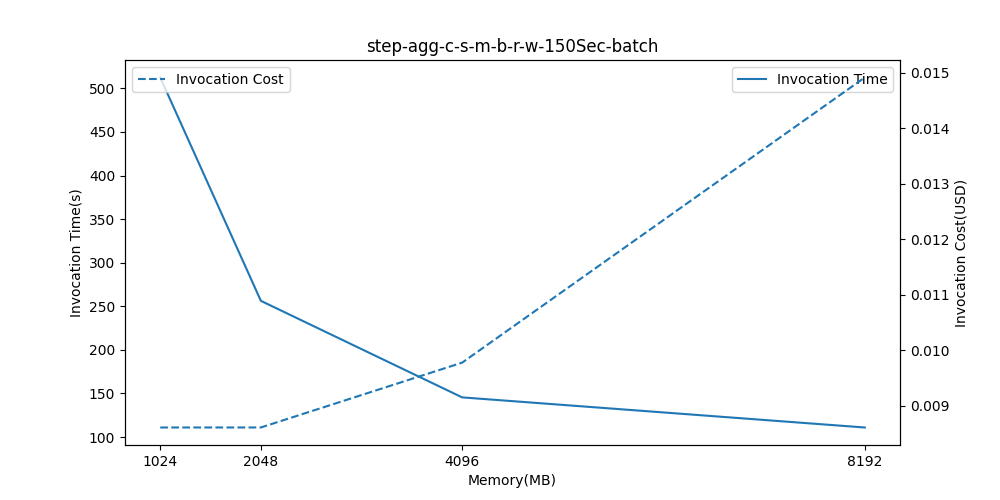 step-agg-c-s-m-b-r-w-150Sec-batch
Invocation Cost
Invocation Time
500
450
400
350
300
250
200
150
100
Invocation Time(s)
0.015
0.014
0.013
0.012
0.011
0.010
0.009
Invocation Cost(USD)
1024 2048 4096 8192
Memory(MB)